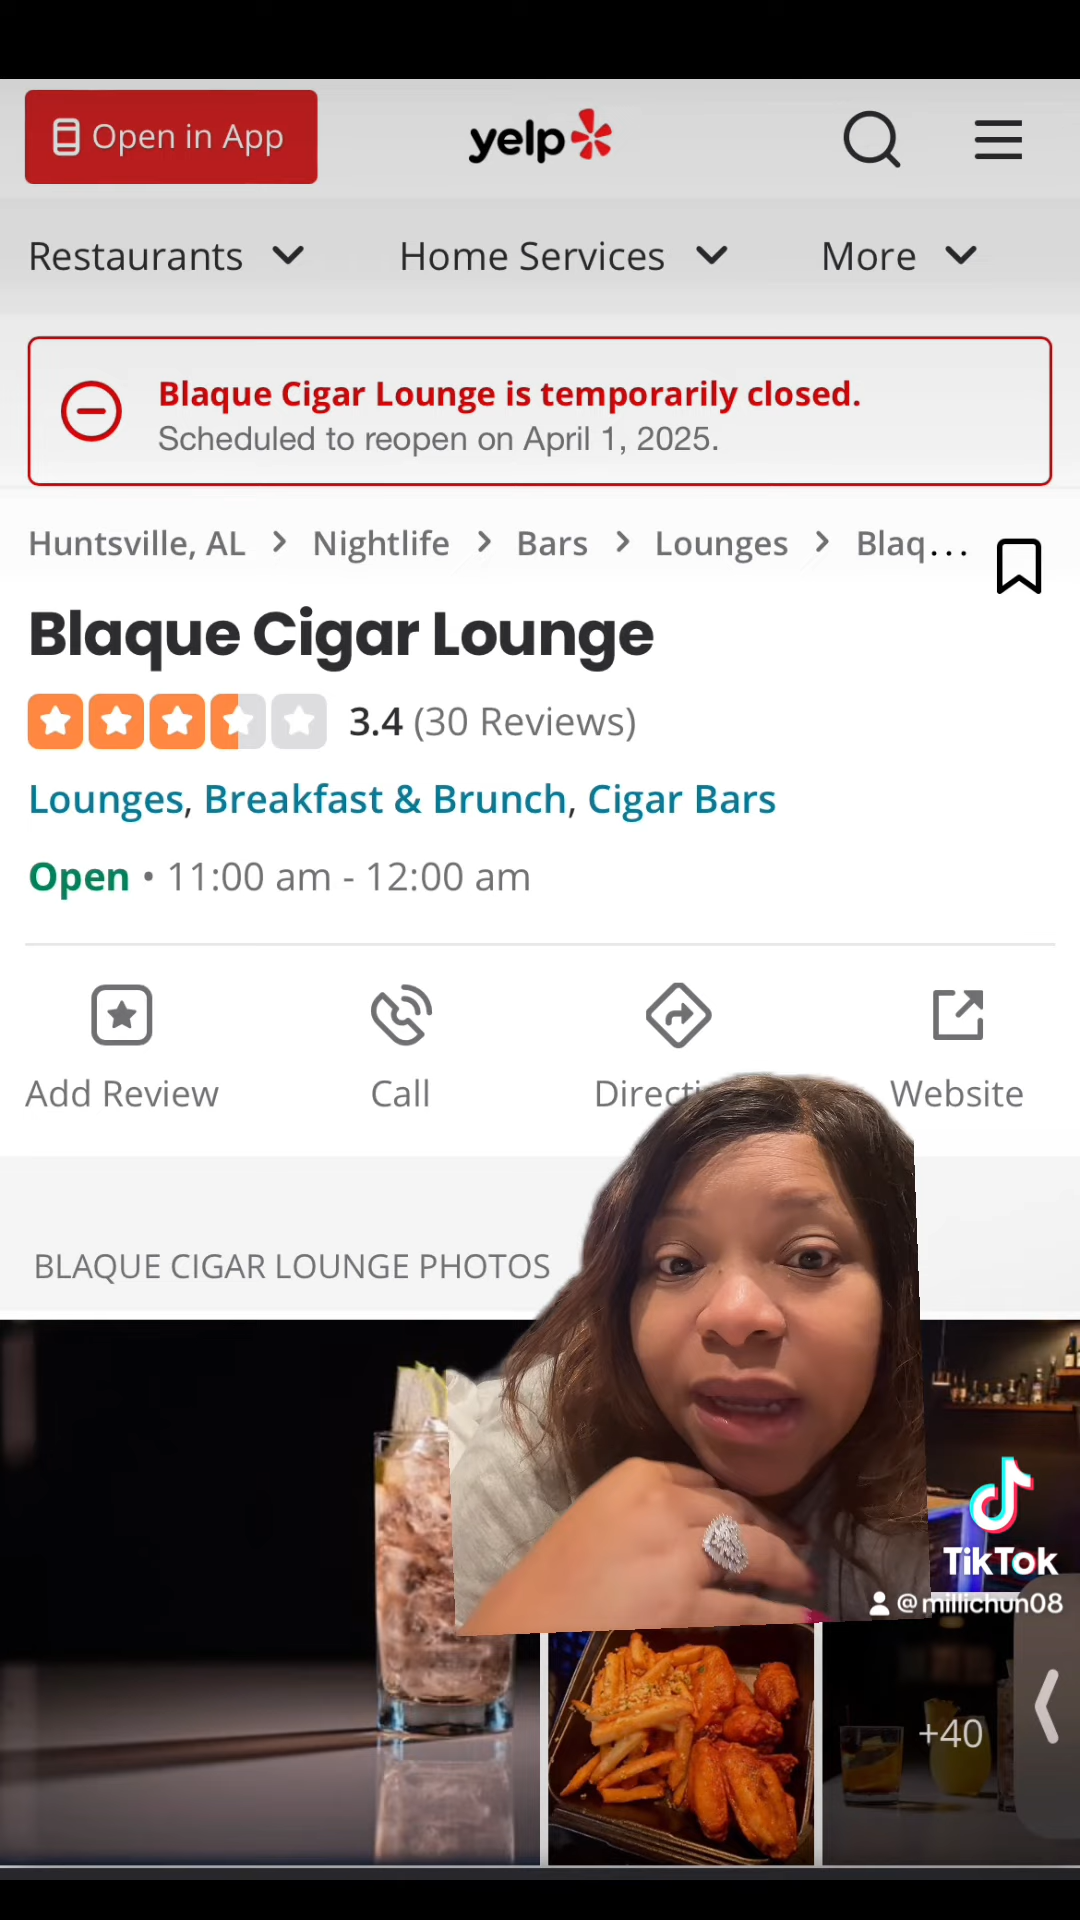 Open in App
yelp
Restaurants
Home Services
More
Blaque Cigar Lounge is temporarily closed.
Scheduled to reopen on April 1, 2025.
Huntsville, AL > Nightlife > Bars > Lounges > Blaq...
Blaque Cigar Lounge
3.4 (30 Reviews)
Lounges, Breakfast & Brunch, Cigar Bars
Open • 11:00 am - 12:00 am
Add Review
Call
Directi
Website
BLAQUE CIGAR LOUNGE PHOTOS
TikTok
@millichun08
+40